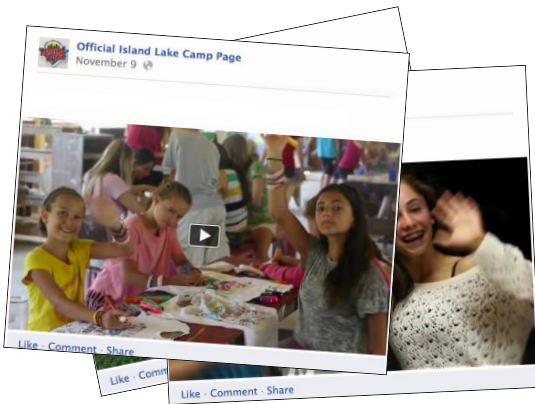 Official Island Lake Camp Page
November 9
Like · Comment · Share
Like · Comm
Like · Comment · Share